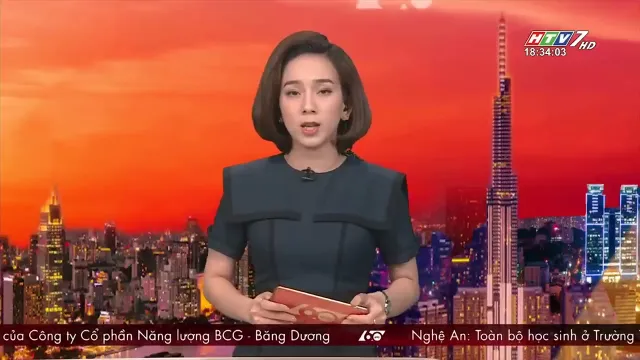 HTV7 HD
18:34:03
của Công ty Cổ phần Năng lượng BCG - Băng Dương
60
Nghệ An: Toàn bộ học sinh ở Trường